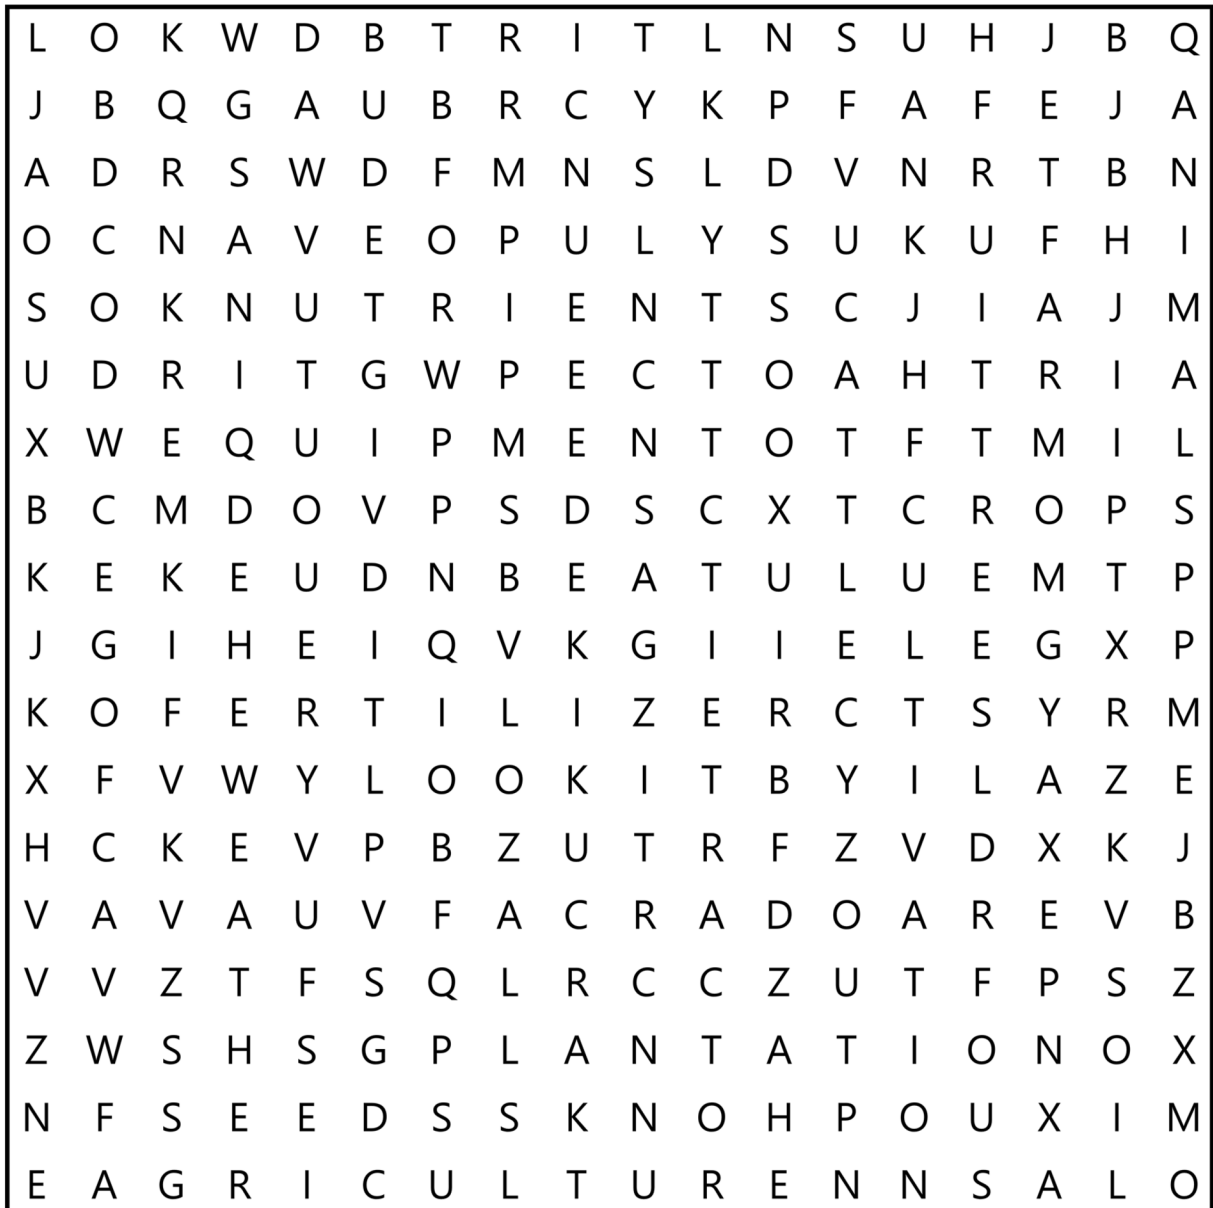 L O K W D B T R I T L N S U H J B Q
J B Q G A U B R C Y K P F A F E J A
A D R S W D F M N S L D V N R T B N
O C N A V E O P U L Y S U K U F H I
S O K N U T R I E N T S C J I A J M
U D R I T G W P E C T O A H T R I A
X W E Q U I P M E N T O T F T M I L
B C M D O V P S D S C X T C R O P S
K E K E U D N B E A T U L U E M T P
J G I H E I Q V K G I I E L E G X P
K O F E R T I L I Z E R C T S Y R M
X F V W Y L O O K I T B Y I L A Z E
H C K E V P B Z U T R F Z V D X K J
V A V A U V F A C R A D O A R E V B
V V Z T F S Q L R C C Z U T F P S Z
Z W S H S G P L A N T A T I O N O X
N F S E E D S S K N O H P O U X I M
E A G R I C U L T U R E N N S A L O